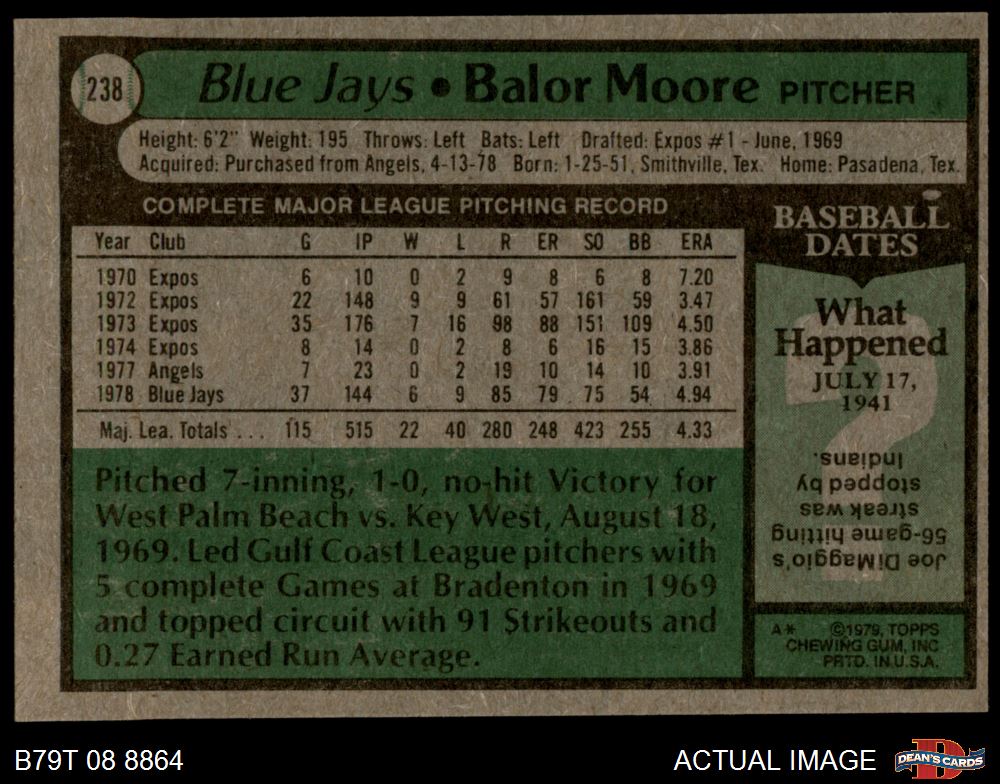 238
Blue Jays • Balor Moore PITCHER
Height: 6'2" Weight: 195 Throws: Left Bats: Left Drafted: Expos #1 - June, 1969
Acquired: Purchased from Angels, 4-13-78 Born: 1-25-51, Smithville, Tex. Home: Pasadena, Tex.
COMPLETE MAJOR LEAGUE PITCHING RECORD
Year Club G IP W L R ER SO BB ERA
1970 Expos 6 10 0 2 9 8 6 8 7.20
1972 Expos 22 148 9 9 61 57 161 59 3.47
1973 Expos 35 176 7 16 98 88 151 109 4.50
1974 Expos 8 14 0 2 8 6 16 15 3.86
1977 Angels 7 23 0 2 19 10 14 10 3.91
1978 Blue Jays 37 144 6 9 85 79 75 54 4.94
Maj. Lea. Totals . . . 115 515 22 40 280 248 423 255 4.33
Pitched 7-inning, 1-0, no-hit Victory for
West Palm Beach vs. Key West, August 18,
1969. Led Gulf Coast League pitchers with
5 complete Games at Bradenton in 1969
and topped circuit with 91 Strikeouts and
0.27 Earned Run Average.
BASEBALL
DATES
What
Happened
JULY 17,
1941
?
Joe DiMaggio's
56-game hitting
streak was
stopped by
Indians.
A* ©1979, TOPPS
CHEWING GUM, INC
PRTD. IN U.S.A.
B79T 08 8864
ACTUAL IMAGE
D
DEAN'S CARDS